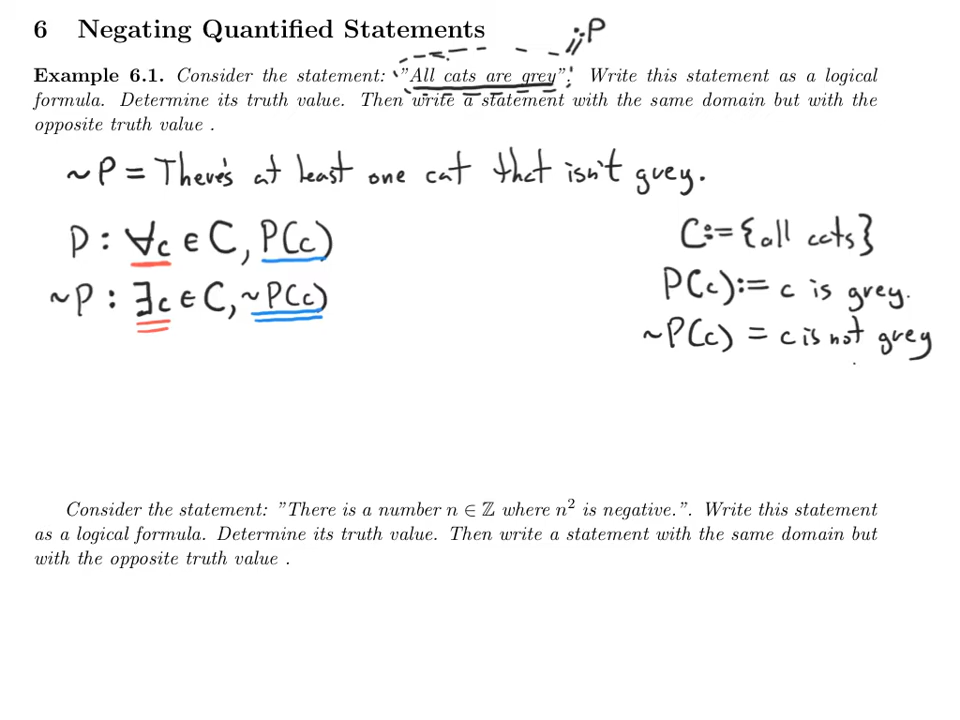 6 Negating Quantified Statements
:=P
Example 6.1. Consider the statement: "All cats are grey". Write this statement as a logical
formula. Determine its truth value. Then write a statement with the same domain but with the
opposite truth value .
~P = There's at least one cat that isn't grey.
P : ∀c ∈ C, P(c)
~P : ∃c ∈ C, ~P(c)
C := {all cats}
P(c) := c is grey.
~P(c) = c is not grey
Consider the statement: "There is a number n ∈ ℤ where n² is negative.". Write this statement
as a logical formula. Determine its truth value. Then write a statement with the same domain but
with the opposite truth value .